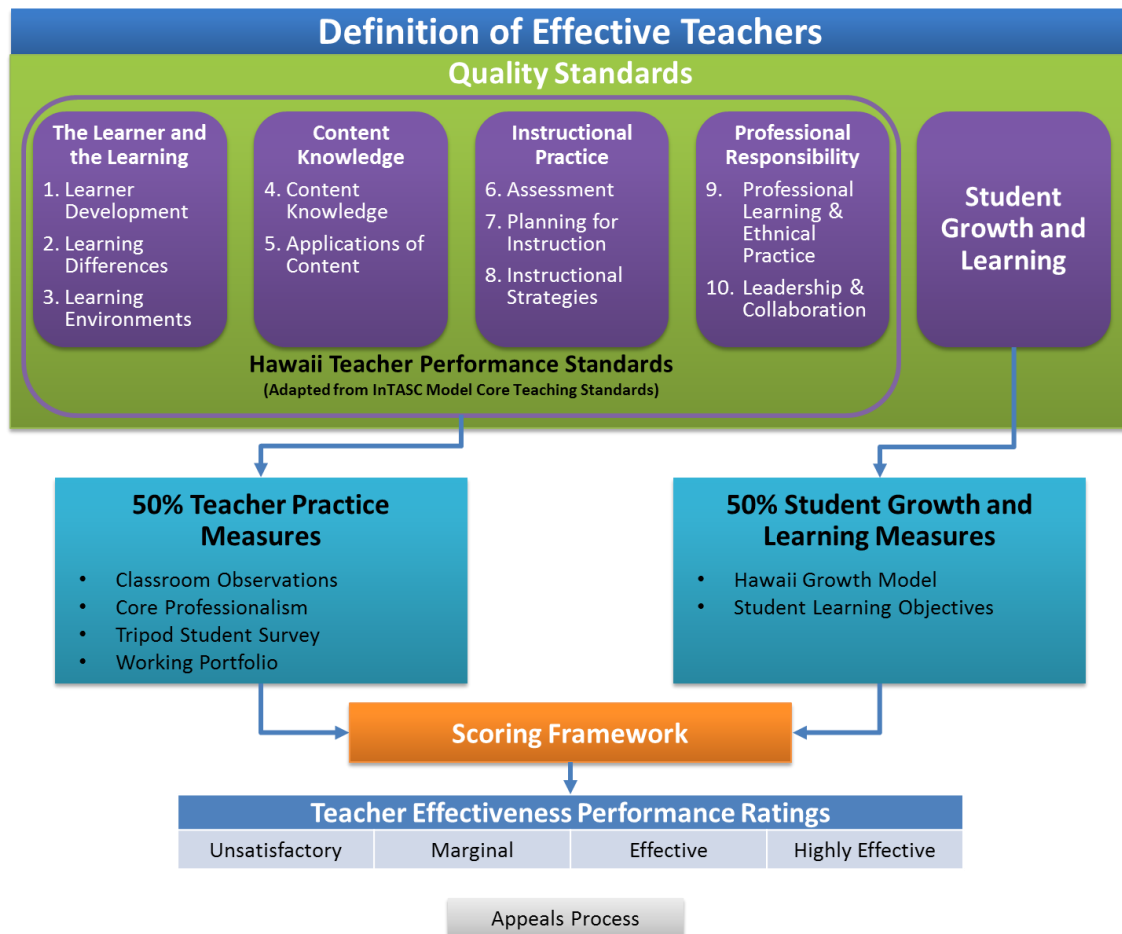 Definition of Effective Teachers
Quality Standards
The Learner and
the Learning
1. Learner
Development
2. Learning
Differences
3. Learning
Environments
Content
Knowledge
4. Content
Knowledge
5. Applications of
Content
Instructional
Practice
6. Assessment
7. Planning for
Instruction
8. Instructional
Strategies
Professional
Responsibility
9. Professional
Learning &
Ethnical
Practice
10. Leadership &
Collaboration
Student
Growth and
Learning
Hawaii Teacher Performance Standards
(Adapted from InTASC Model Core Teaching Standards)
50% Teacher Practice
Measures
• Classroom Observations
• Core Professionalism
• Tripod Student Survey
• Working Portfolio
50% Student Growth and
Learning Measures
• Hawaii Growth Model
• Student Learning Objectives
Scoring Framework
Teacher Effectiveness Performance Ratings
Unsatisfactory
Marginal
Effective
Highly Effective
Appeals Process